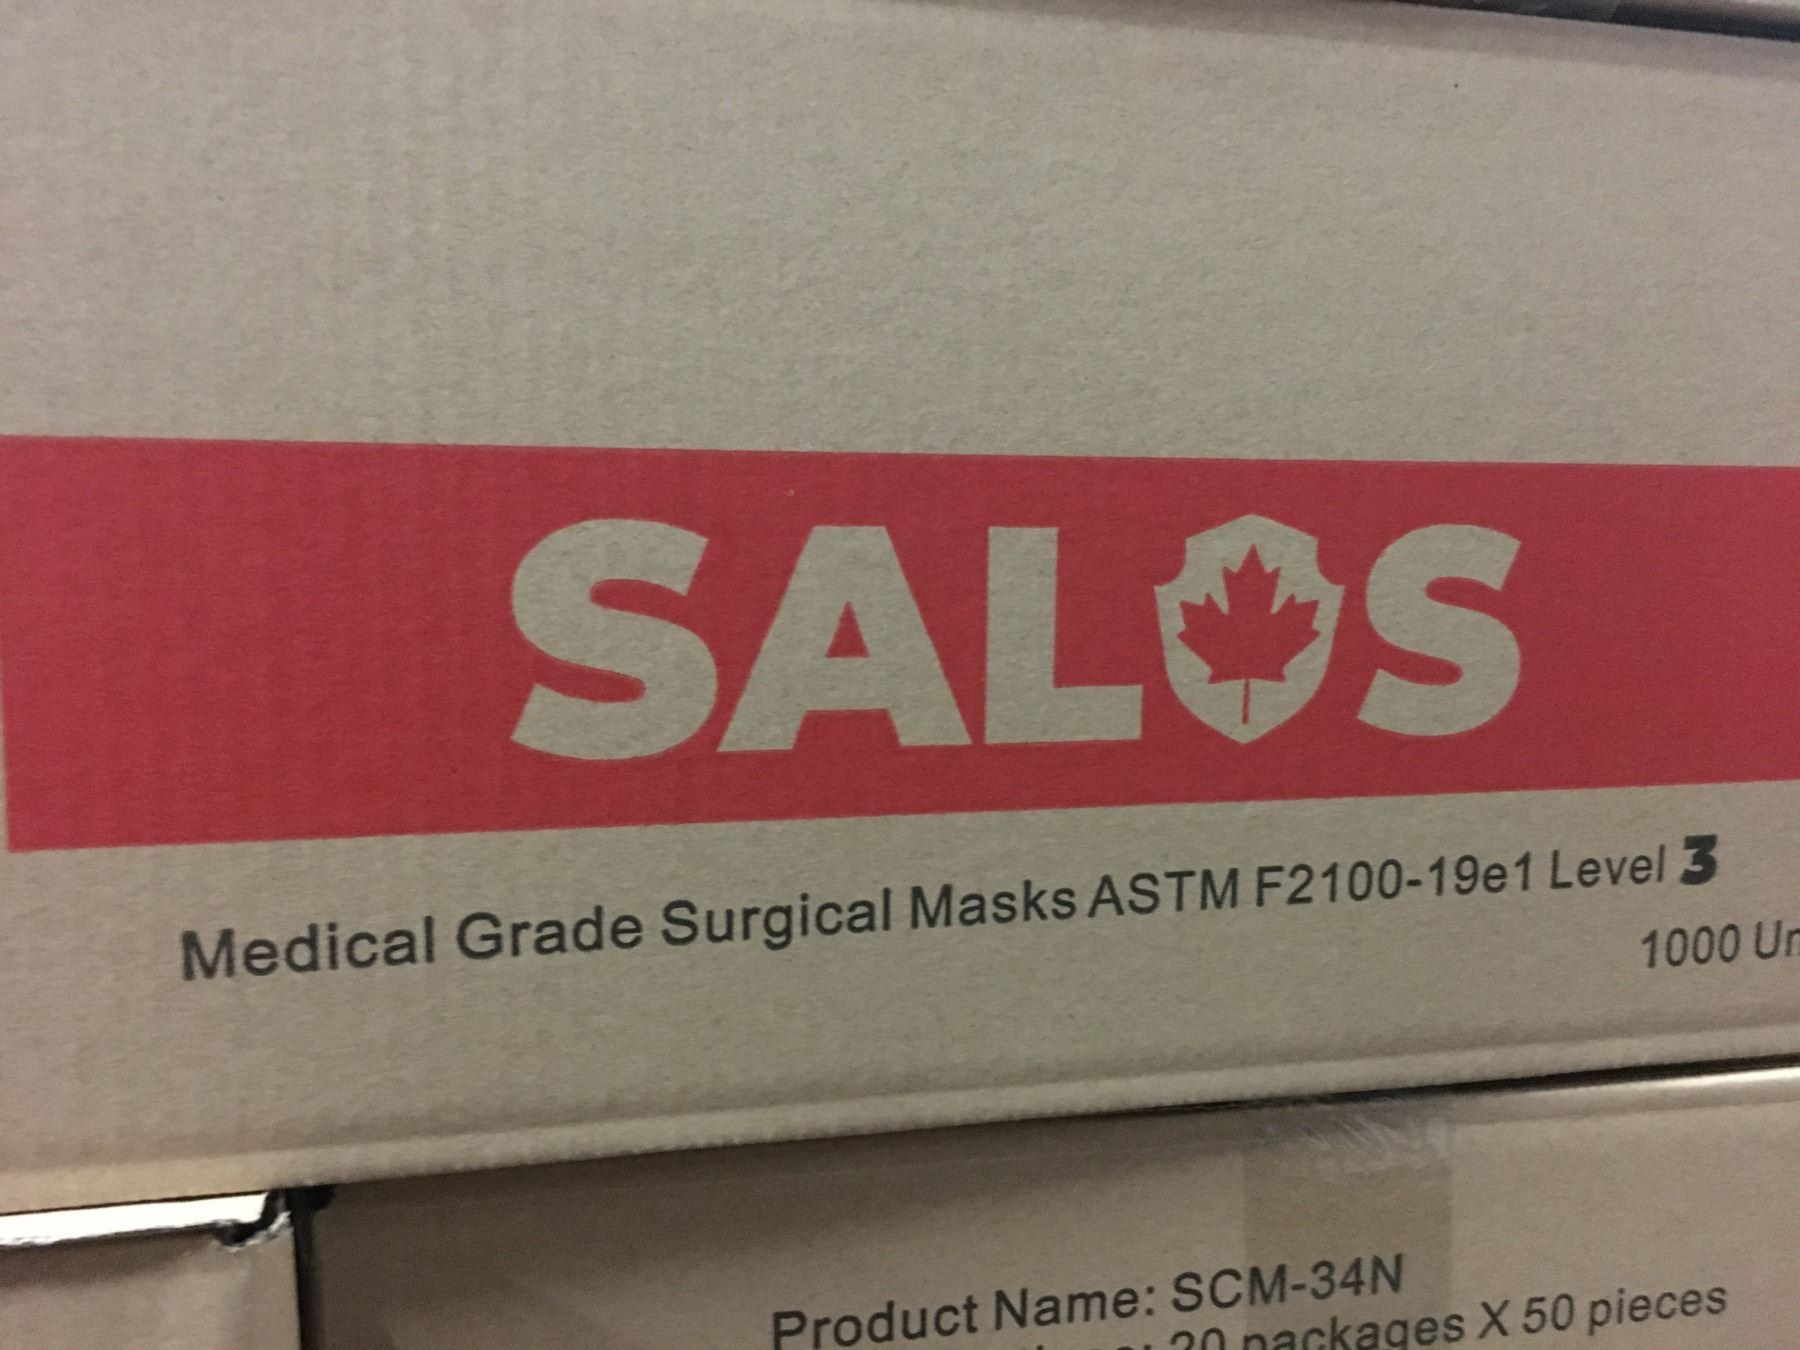 SALOS
Medical Grade Surgical Masks ASTM F2100-19e1 Level 3
1000
Product Name: SCM-34N
20 packages X 50 pieces